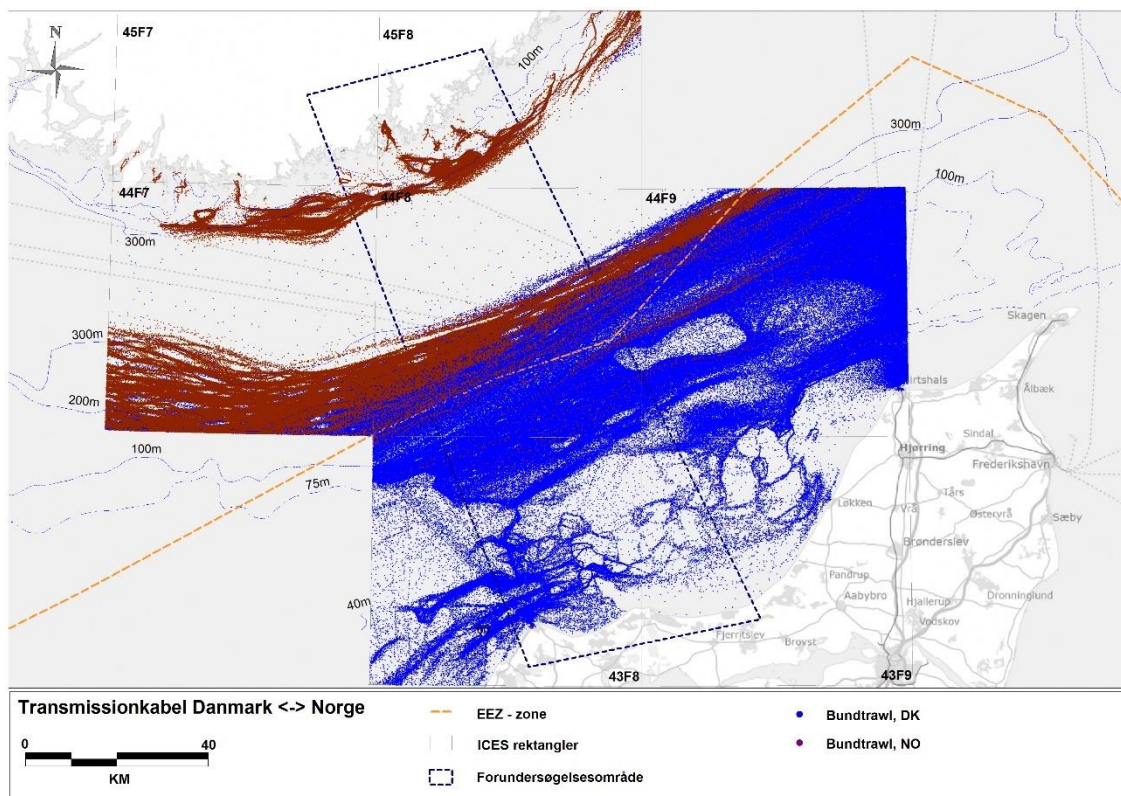 N
45F7
45F8
100m
300m
100m
44F7
44F8
44F9
300m
Skagen
300m
200m
Ålbæk
Hjørring
Sindal
Frederikshavn
100m
75m
Løkken
Vrå
Tårs
Østervrå
Sæby
Brønderslev
Pandrup
Aabybro
Hjallerup
Dronninglund
Vodskov
40m
Fjerritslev
Brovst
43F8
43F9
Transmissionkabel Danmark <-> Norge
0
40
KM
EEZ - zone
ICES rektangler
Forundersøgelsesområde
Bundtrawl, DK
Bundtrawl, NO